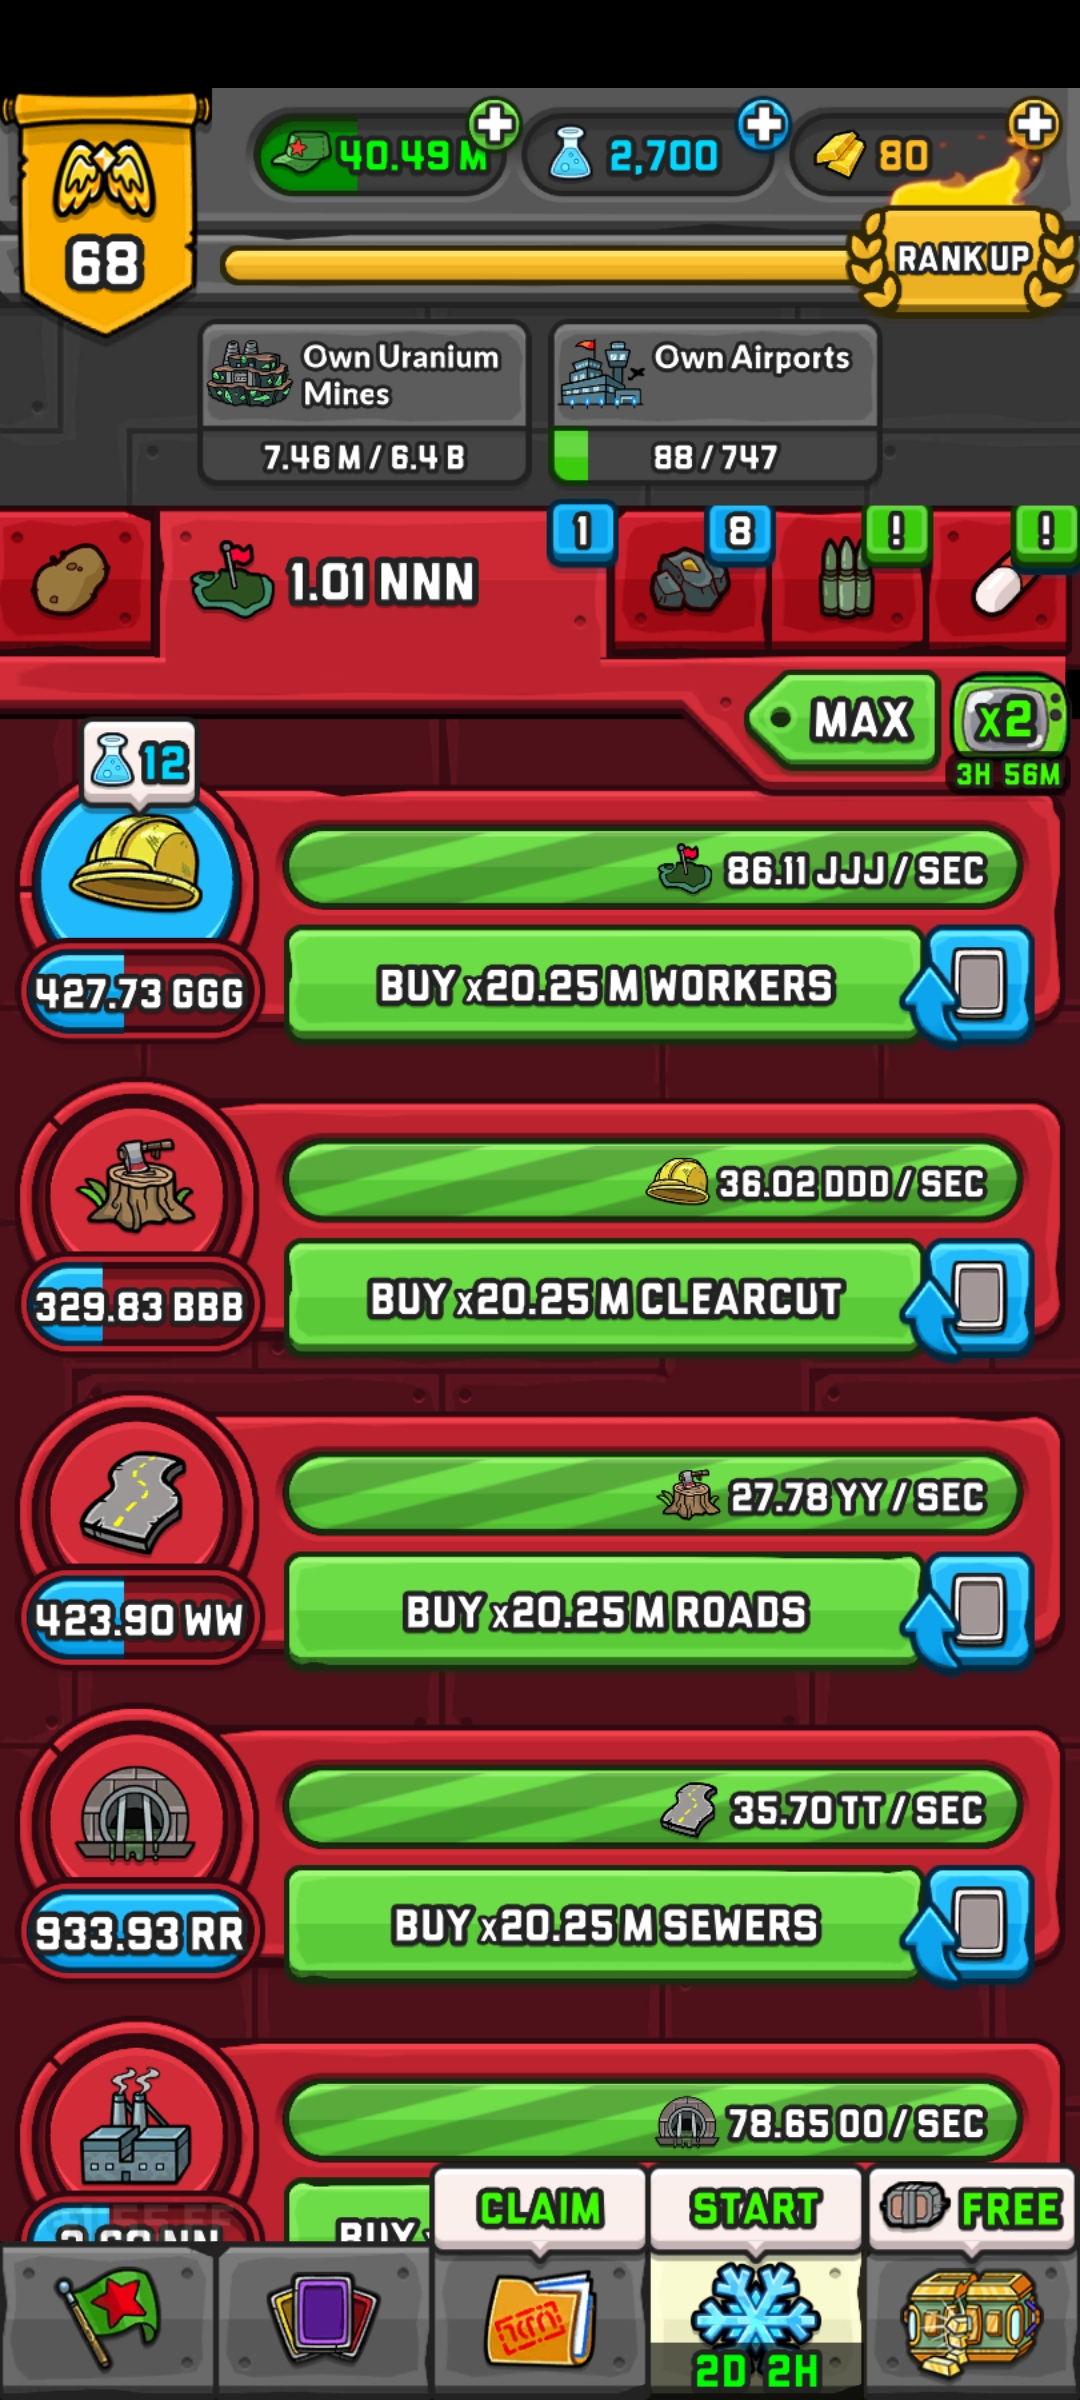 40.49 M
2,700
80
68
RANK UP
Own Uranium
Mines
7.46 M / 6.4 B
Own Airports
88 / 747
1.01 NNN
1
8
!
!
MAX
x2
3H 56M
12
86.11 JJJ / SEC
427.73 GGG
BUY x20.25 M WORKERS
36.02 DDD / SEC
329.83 BBB
BUY x20.25 M CLEARCUT
27.78 YY / SEC
423.90 WW
BUY x20.25 M ROADS
35.70 TT / SEC
933.93 RR
BUY x20.25 M SEWERS
78.65 OO / SEC
BUY
CLAIM
START
FREE
2D 2H